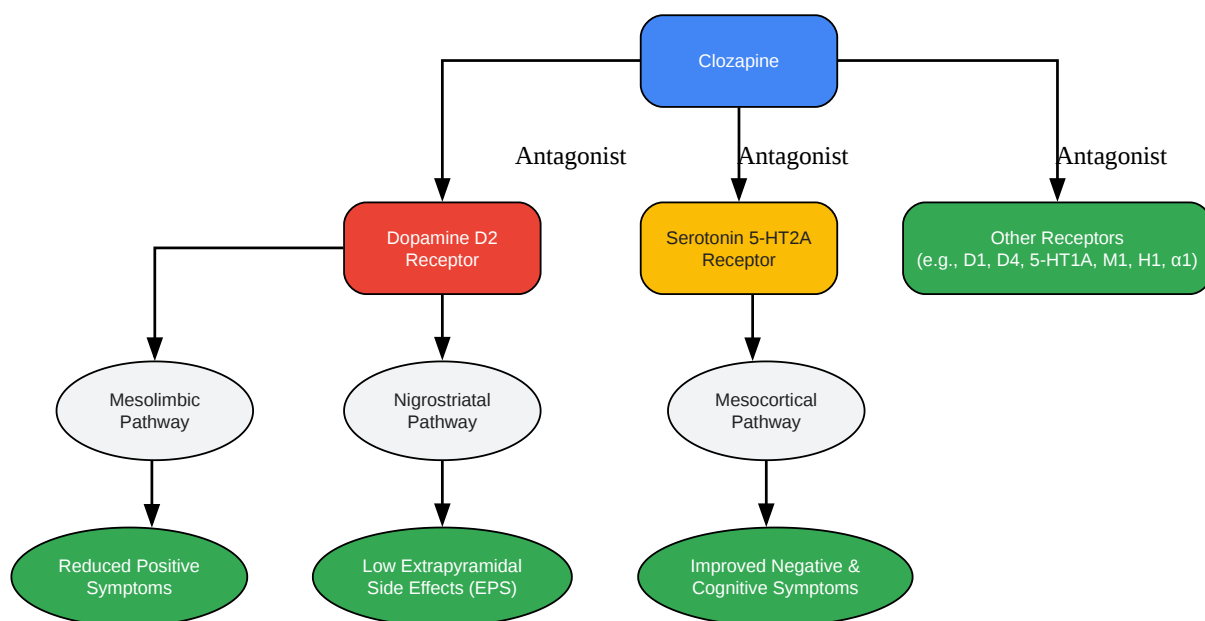 Clozapine
Antagonist
Antagonist
Antagonist
Dopamine D2
Receptor
Serotonin 5-HT2A
Receptor
Other Receptors
(e.g., D1, D4, 5-HT1A, M1, H1, α1)
Mesolimbic
Pathway
Nigrostriatal
Pathway
Mesocortical
Pathway
Reduced Positive
Symptoms
Low Extrapyramidal
Side Effects (EPS)
Improved Negative &
Cognitive Symptoms